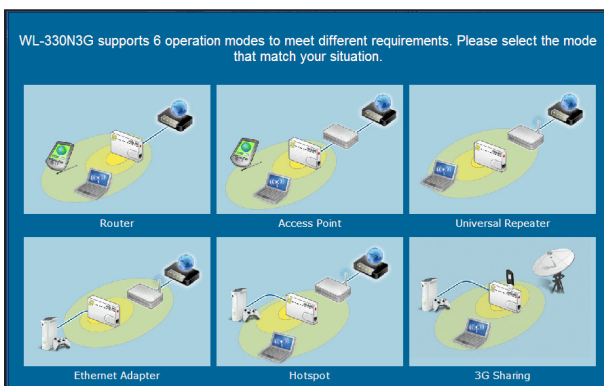 WL-330N3G supports 6 operation modes to meet different requirements. Please select the mode
that match your situation.
Router
Access Point
Universal Repeater
Ethernet Adapter
Hotspot
3G Sharing